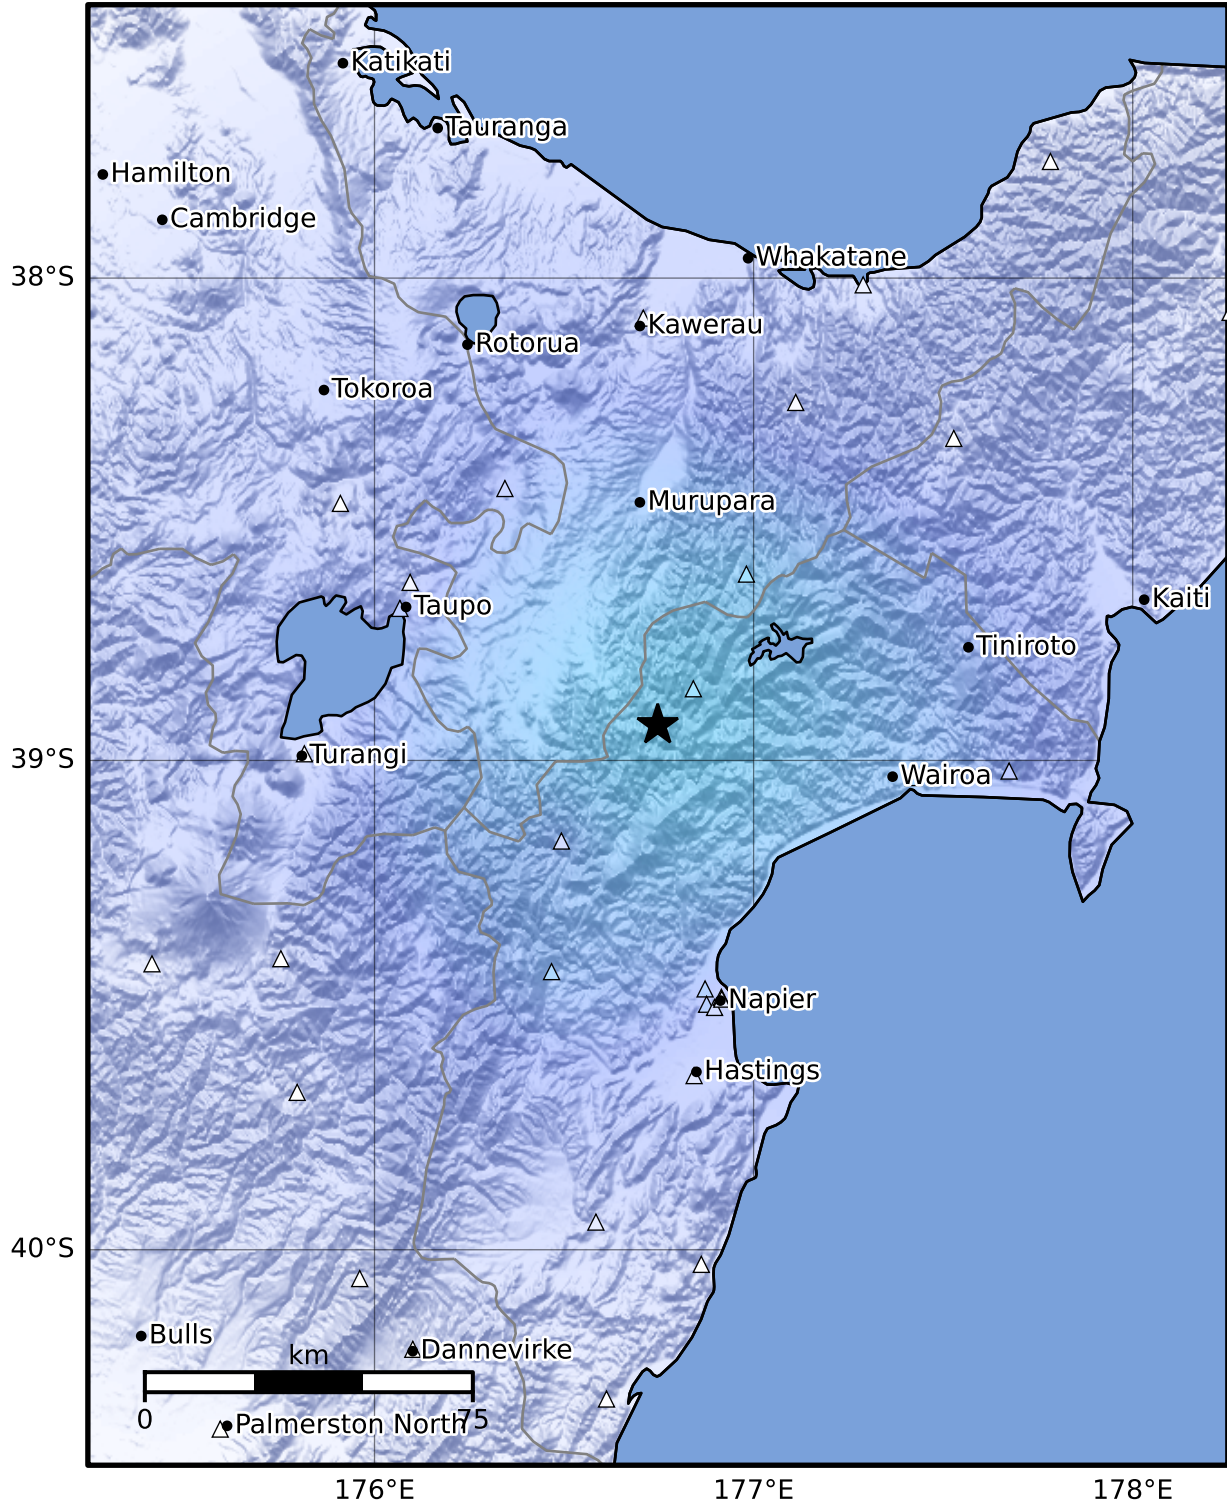 Katikati
Tauranga
Hamilton
Cambridge
Whakatane
38°S
Kawerau
Rotorua
Tokoroa
Murupara
Kaiti
Taupo
Tiniroto
Turangi
39°S
Wairoa
Napier
Hastings
40°S
Bulls
Dannevirke
km
0
75
Palmerston North
176°E
177°E
178°E